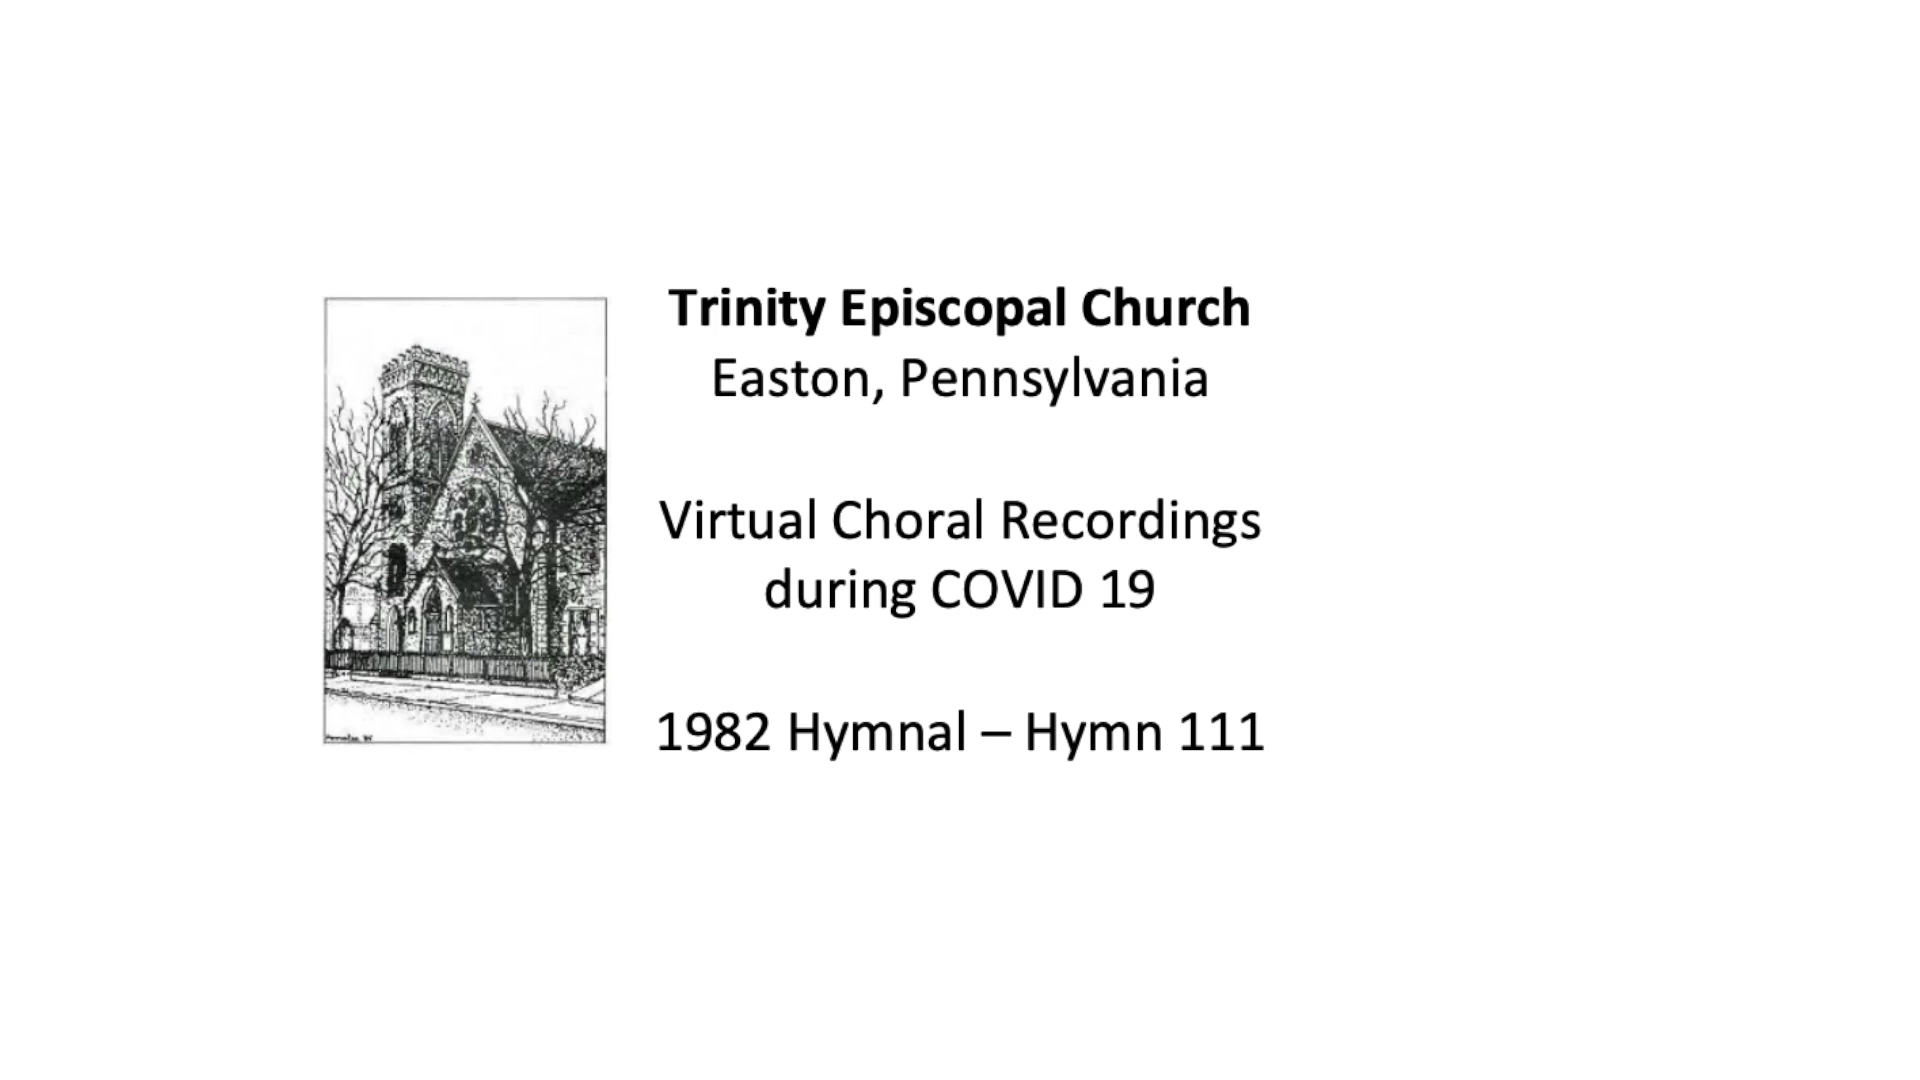 Trinity Episcopal Church
Easton, Pennsylvania
Virtual Choral Recordings
during COVID 19
1982 Hymnal – Hymn 111